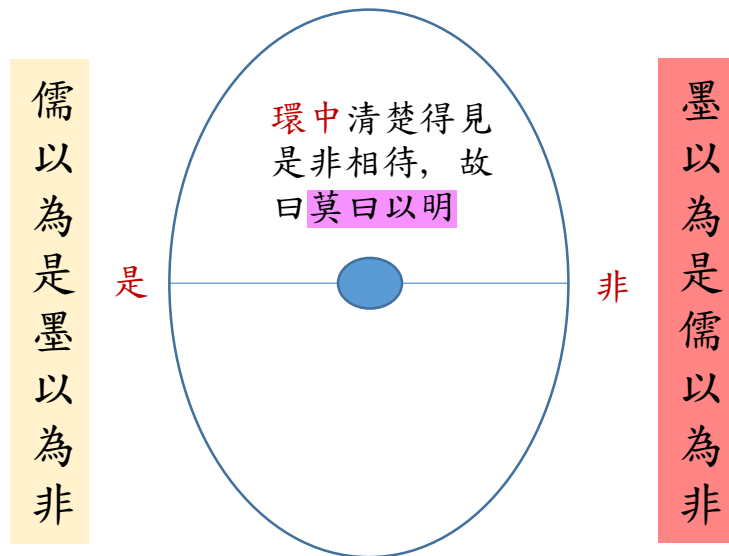 儒以為是墨以為非
是
環中清楚得見
是非相待，故
曰莫曰以明
非
墨以為是儒以為非